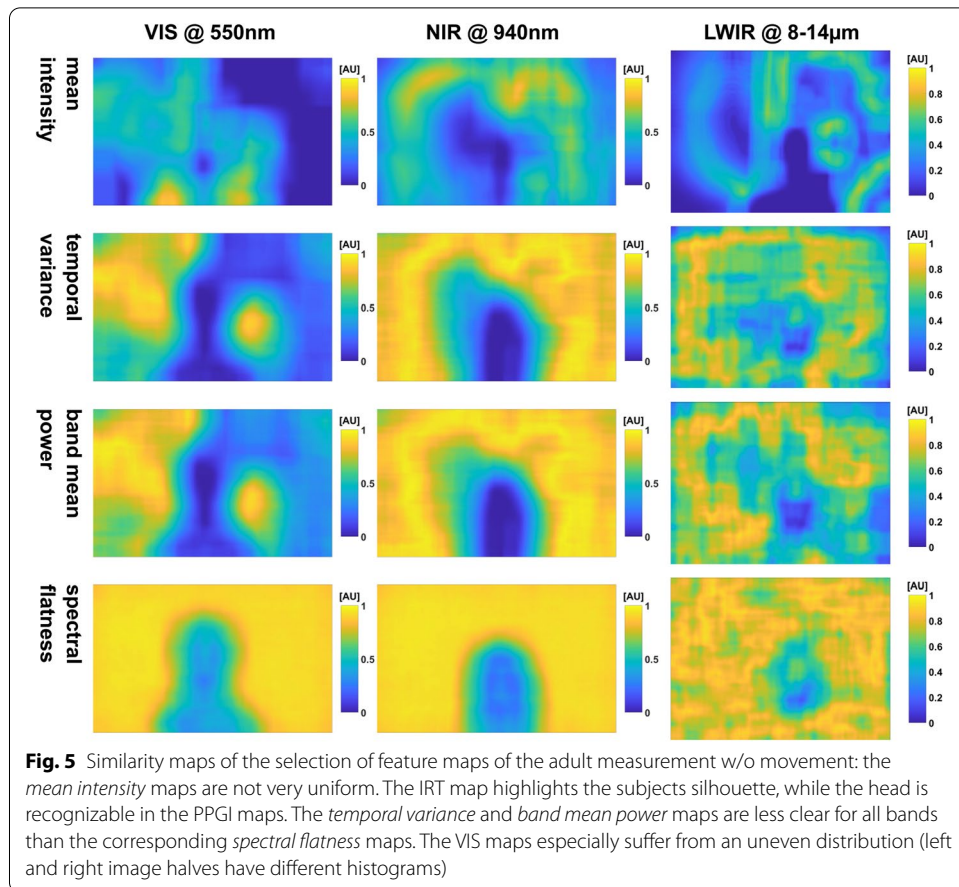 VIS @ 550nm
NIR @ 940nm
LWIR @ 8-14µm
mean
intensity
[AU]
1
0.5
0
[AU]
1
0.5
0
[AU]
1
0.8
0.6
0.4
0.2
0
temporal
variance
[AU]
1
0.5
0
[AU]
1
0.5
0
[AU]
1
0.8
0.6
0.4
0.2
0
band mean
power
[AU]
1
0.5
0
[AU]
1
0.5
0
[AU]
1
0.8
0.6
0.4
0.2
0
spectral
flatness
[AU]
1
0.5
0
[AU]
1
0.5
0
[AU]
1
0.8
0.6
0.4
0.2
0
Fig. 5 Similarity maps of the selection of feature maps of the adult measurement w/o movement: the
mean intensity maps are not very uniform. The IRT map highlights the subjects silhouette, while the head is
recognizable in the PPGI maps. The temporal variance and band mean power maps are less clear for all bands
than the corresponding spectral flatness maps. The VIS maps especially suffer from an uneven distribution (left
and right image halves have different histograms)